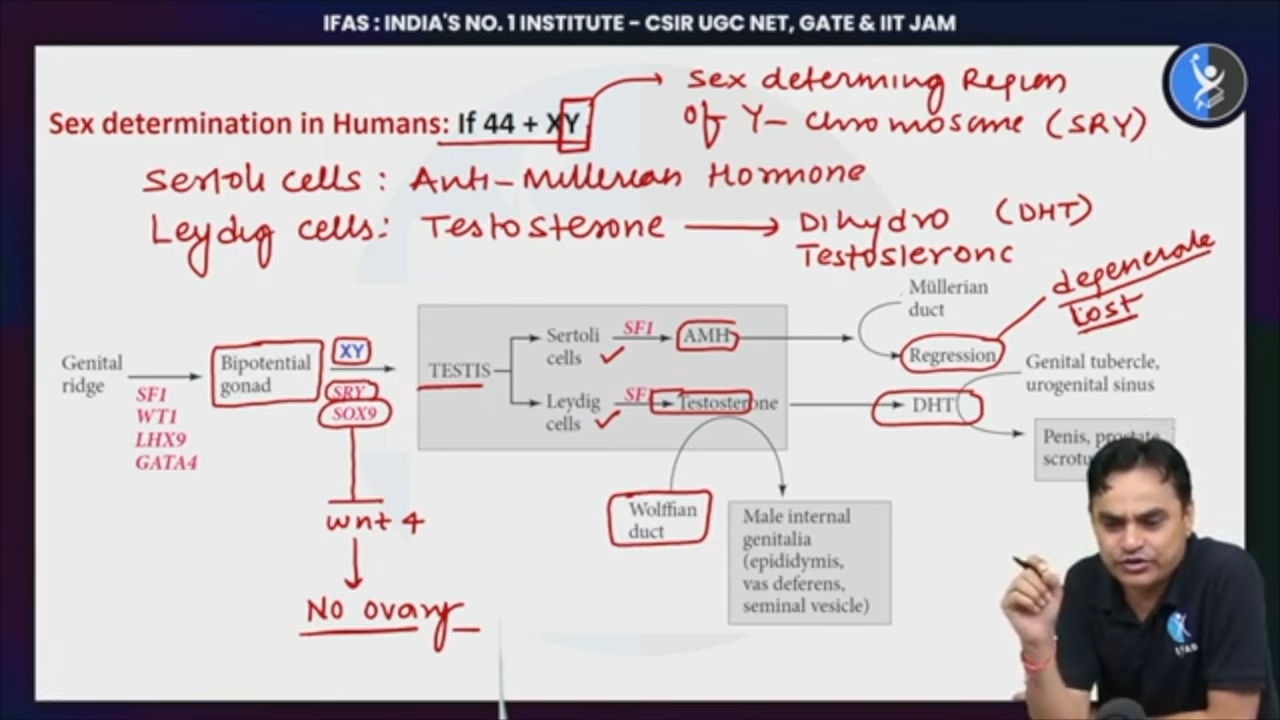 IFAS : INDIA'S NO. 1 INSTITUTE – CSIR UGC NET, GATE & IIT JAM
Sex determining Region
Sex determination in Humans: If 44 + XY
of Y- chromosome (SRY)
Sertoli cells : Anti-Mullerian Hormone
Leydig cells: Testosterone → Dihydro (DHT)
Testosterone
degenerate
lost
Müllerian
duct
Regression
Genital
ridge
SF1
WT1
LHX9
GATA4
Bipotential
gonad
XY
SRY
SOX9
wnt 4
No ovary
TESTIS
Sertoli
cells
SF1
AMH
Leydig
cells
Testosterone
DHT
Genital tubercle,
urogenital sinus
Penis, prostate
Wolffian
duct
Male internal
genitalia
(epididymis,
vas deferens,
seminal vesicle)
IFAS